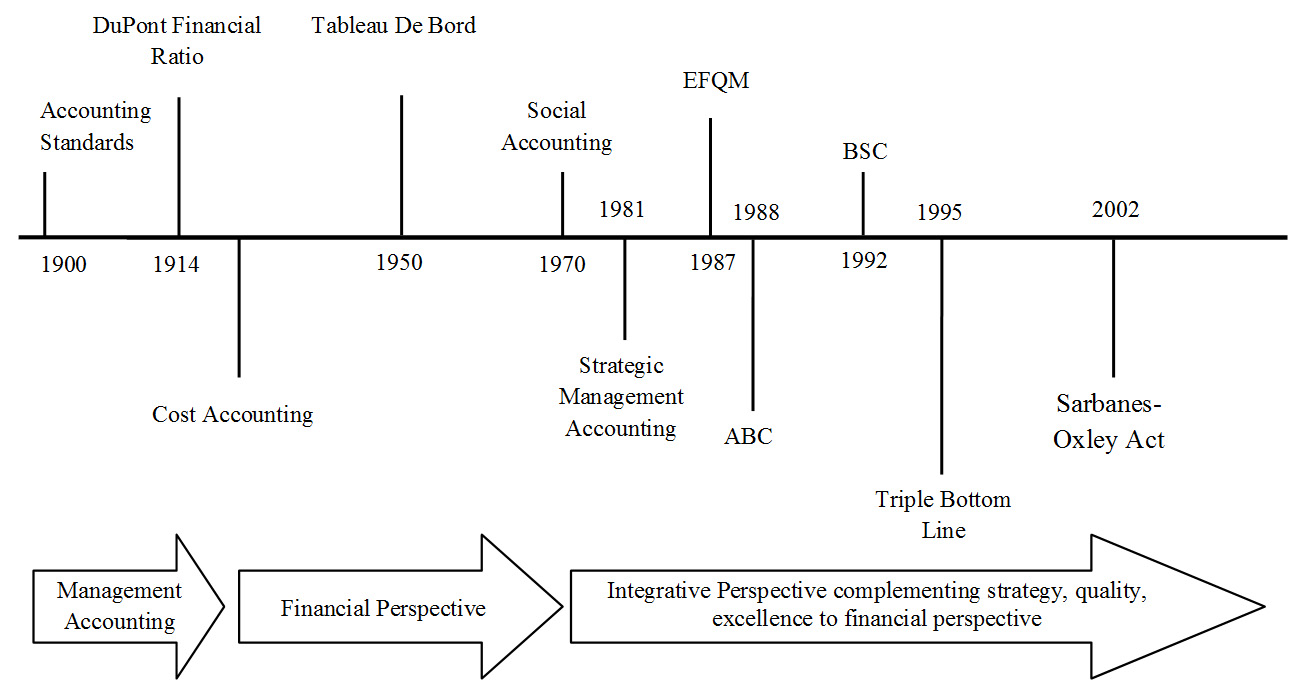 DuPont Financial
Ratio
Tableau De Bord
EFQM
Accounting
Standards
Social
Accounting
BSC
1981
1988
1995
2002
1900
1914
1950
1970
1987
1992
Strategic
Management
Accounting
Cost Accounting
ABC
Sarbanes-
Oxley Act
Triple Bottom
Line
Management
Accounting
Financial Perspective
Integrative Perspective complementing strategy, quality,
excellence to financial perspective